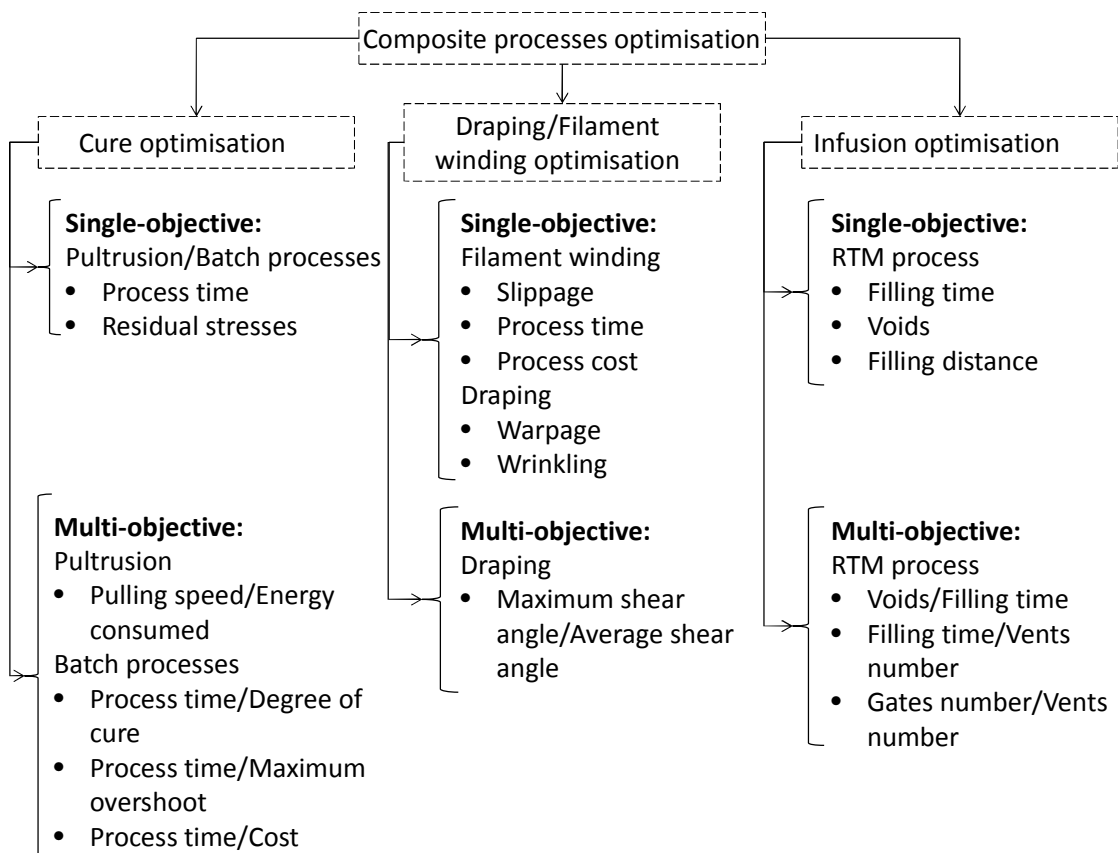 Composite processes optimisation
Cure optimisation
Single-objective:
Pultrusion/Batch processes
• Process time
• Residual stresses
Multi-objective:
Pultrusion
• Pulling speed/Energy
consumed
Batch processes
• Process time/Degree of
cure
• Process time/Maximum
overshoot
• Process time/Cost
Draping/Filament
winding optimisation
Single-objective:
Filament winding
• Slippage
• Process time
• Process cost
Draping
• Warpage
• Wrinkling
Multi-objective:
Draping
• Maximum shear
angle/Average shear
angle
Infusion optimisation
Single-objective:
RTM process
• Filling time
• Voids
• Filling distance
Multi-objective:
RTM process
• Voids/Filling time
• Filling time/Vents
number
• Gates number/Vents
number